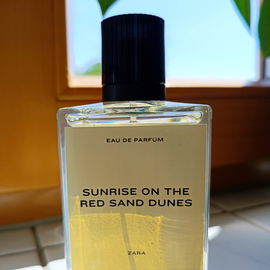 EAU DE PARFUM
SUNRISE ON THE
RED SAND DUNES
ZARA